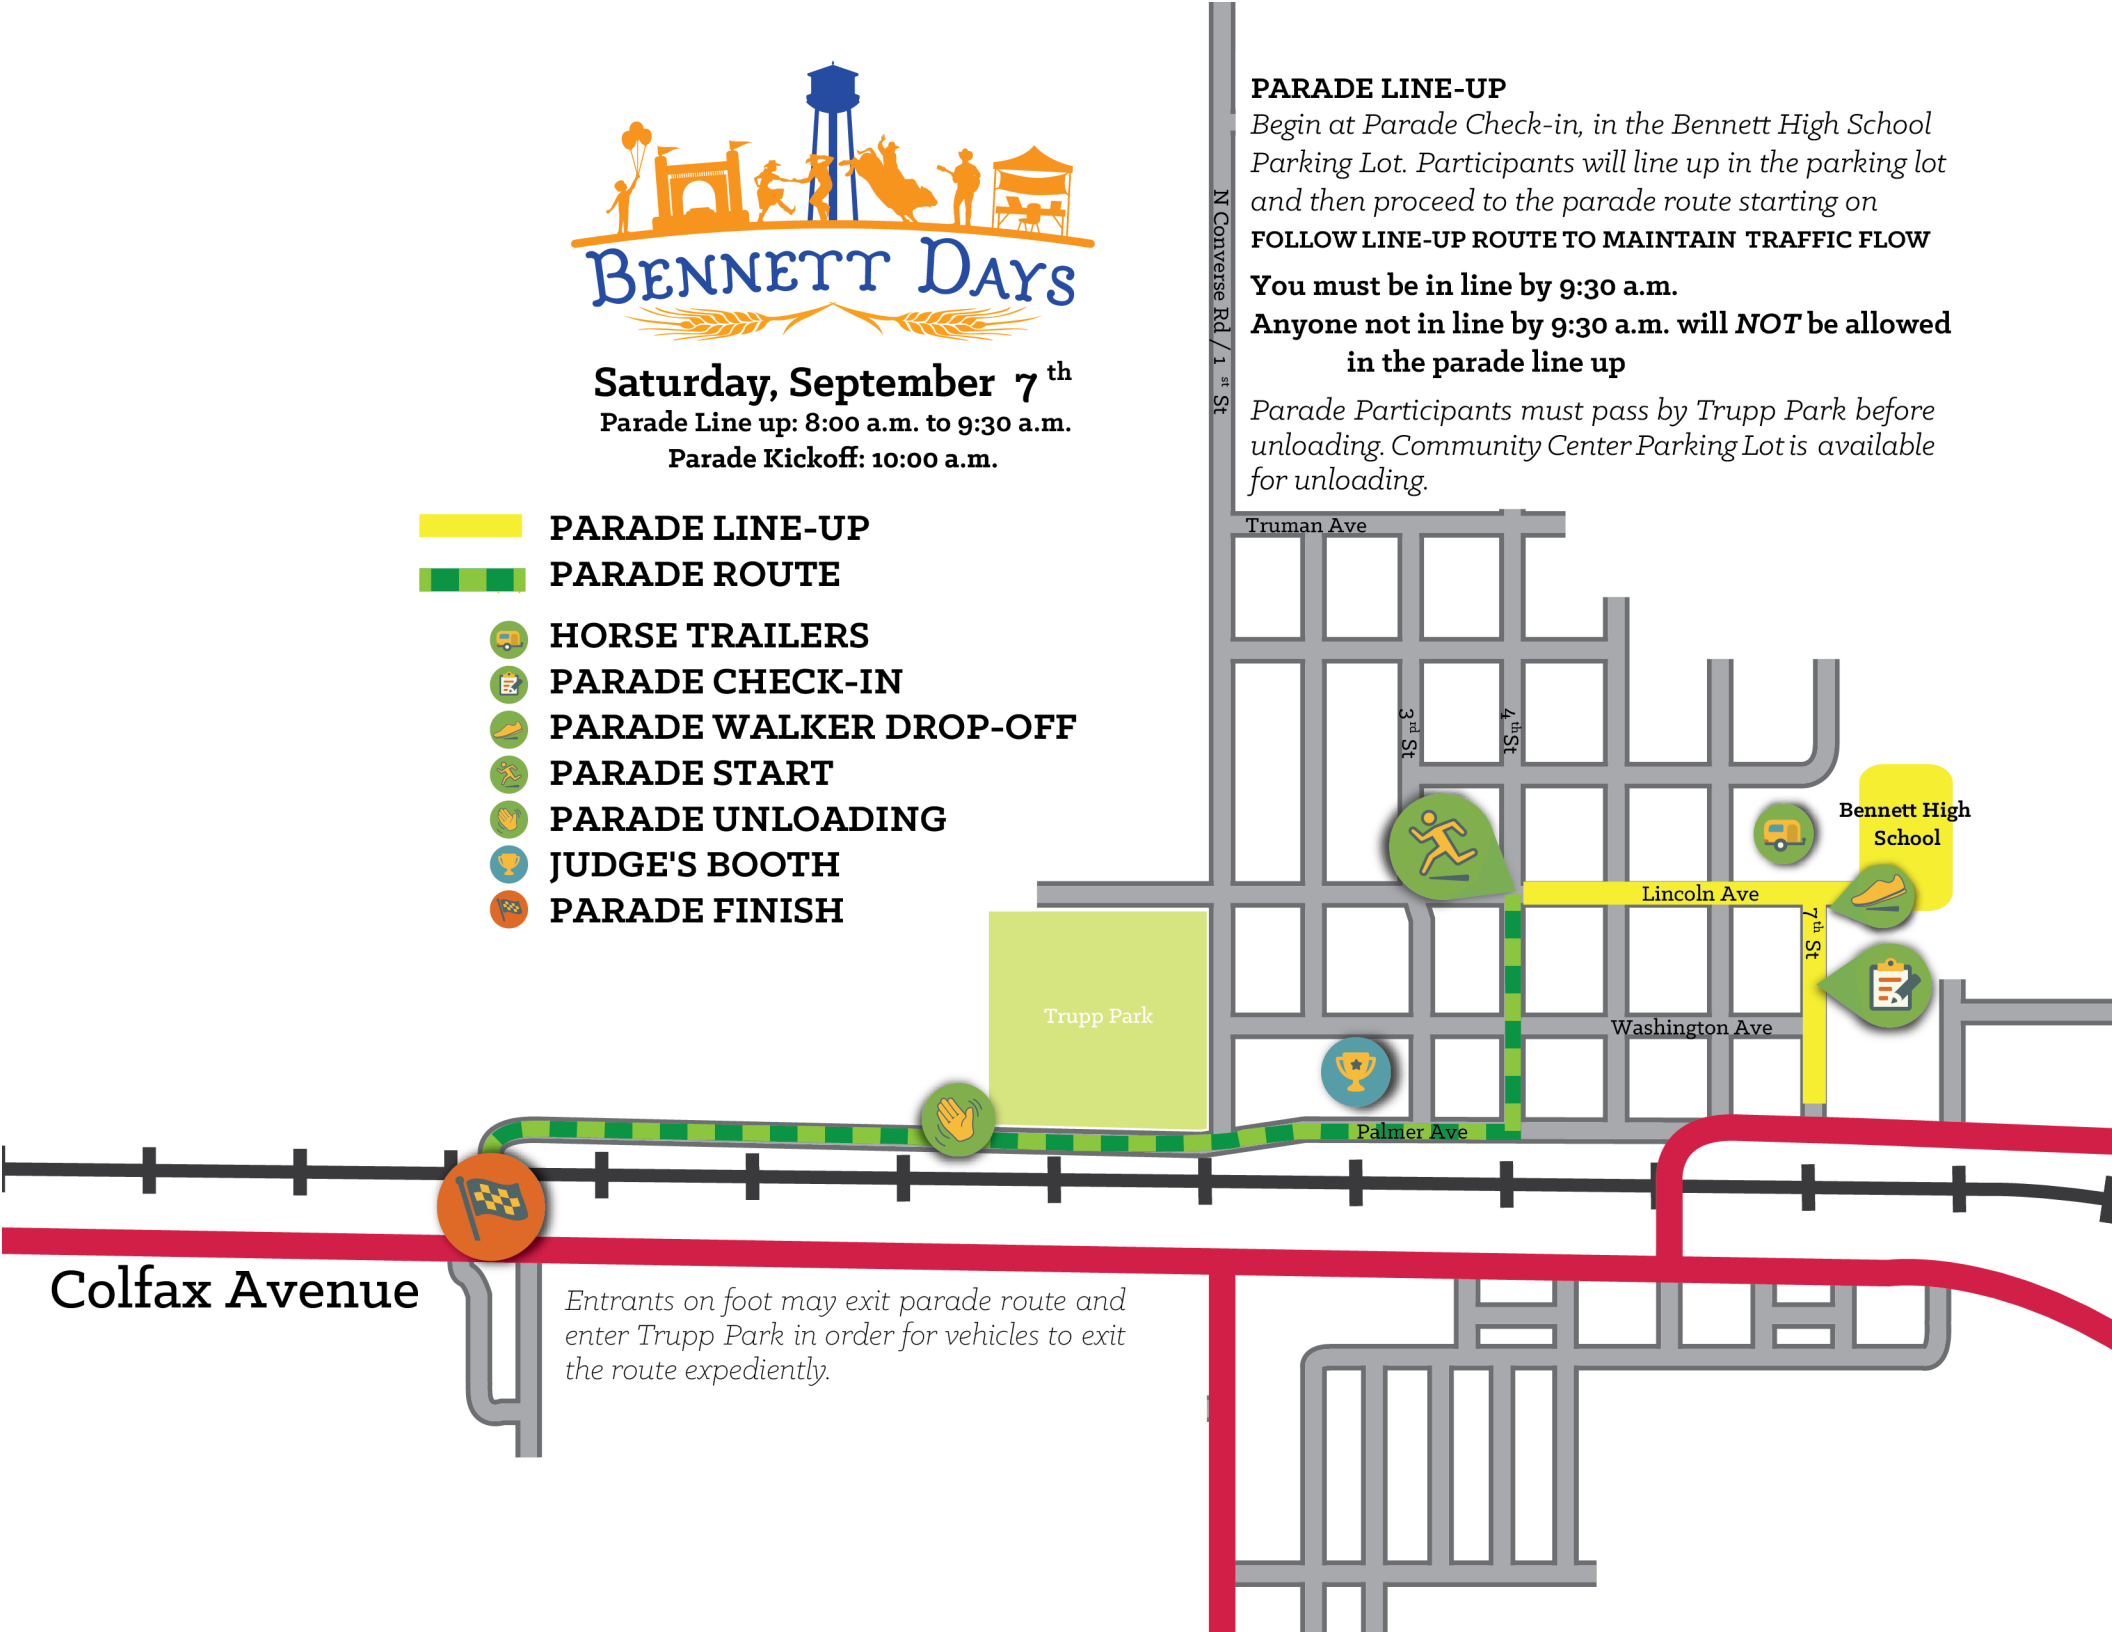 BENNETT DAYS
Saturday, September 7 th
Parade Line up: 8:00 a.m. to 9:30 a.m.
Parade Kickoff: 10:00 a.m.
PARADE LINE-UP
PARADE ROUTE
HORSE TRAILERS
PARADE CHECK-IN
PARADE WALKER DROP-OFF
PARADE START
PARADE UNLOADING
JUDGE'S BOOTH
PARADE FINISH
PARADE LINE-UP
Begin at Parade Check-in, in the Bennett High School
Parking Lot. Participants will line up in the parking lot
and then proceed to the parade route starting on
FOLLOW LINE-UP ROUTE TO MAINTAIN TRAFFIC FLOW
You must be in line by 9:30 a.m.
Anyone not in line by 9:30 a.m. will NOT be allowed
in the parade line up
Parade Participants must pass by Trupp Park before
unloading. Community Center Parking Lot is available
for unloading.
N Converse Rd / 1 st St
Truman Ave
3rd St
4th St
Bennett High
School
Lincoln Ave
7th St
Trupp Park
Washington Ave
Palmer Ave
Colfax Avenue
Entrants on foot may exit parade route and
enter Trupp Park in order for vehicles to exit
the route expediently.